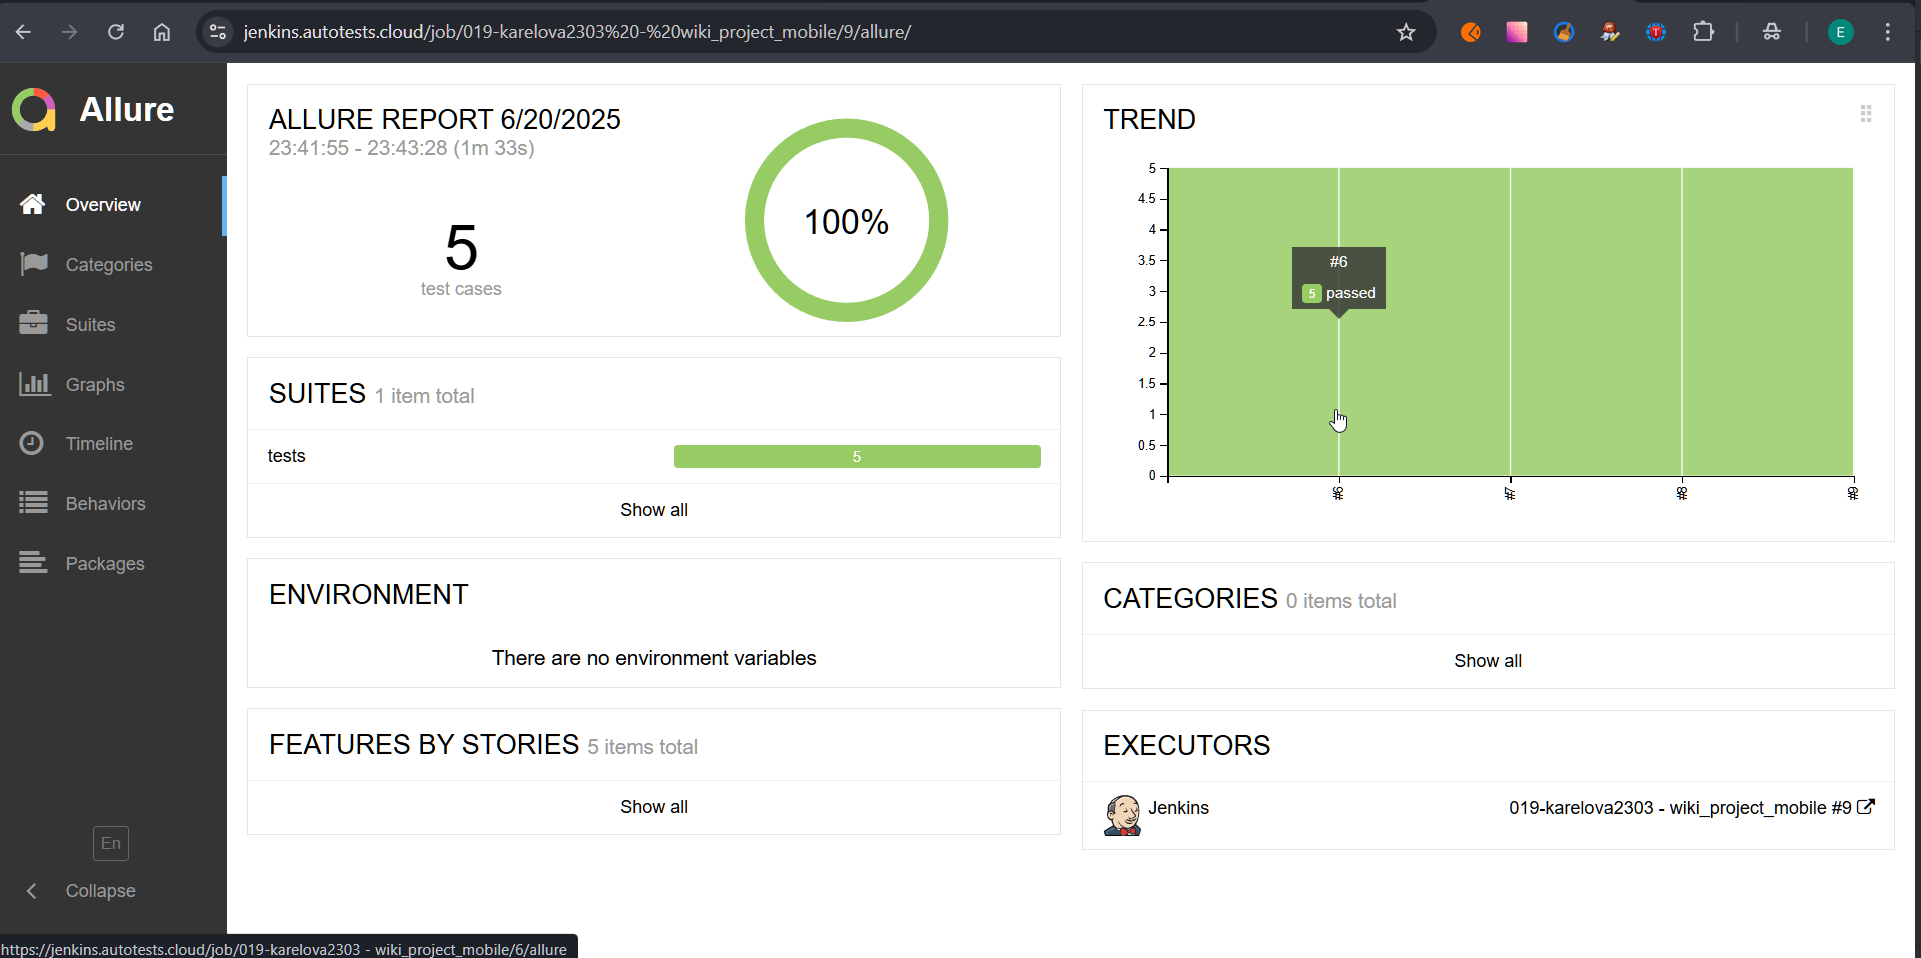 jenkins.autotests.cloud/job/019-karelova2303%20-%20wiki_project_mobile/9/allure/
E
Allure
Overview
Categories
Suites
Graphs
Timeline
Behaviors
Packages
En
Collapse
ALLURE REPORT 6/20/2025
23:41:55 - 23:43:28 (1m 33s)
5
test cases
100%
SUITES 1 item total
tests
5
Show all
ENVIRONMENT
There are no environment variables
FEATURES BY STORIES 5 items total
Show all
TREND
5
4.5
4
3.5
3
2.5
2
1.5
1
0.5
0
#6
5 passed
#6
#7
#8
#9
CATEGORIES 0 items total
Show all
EXECUTORS
Jenkins
019-karelova2303 - wiki_project_mobile #9
https://jenkins.autotests.cloud/job/019-karelova2303 - wiki_project_mobile/6/allure